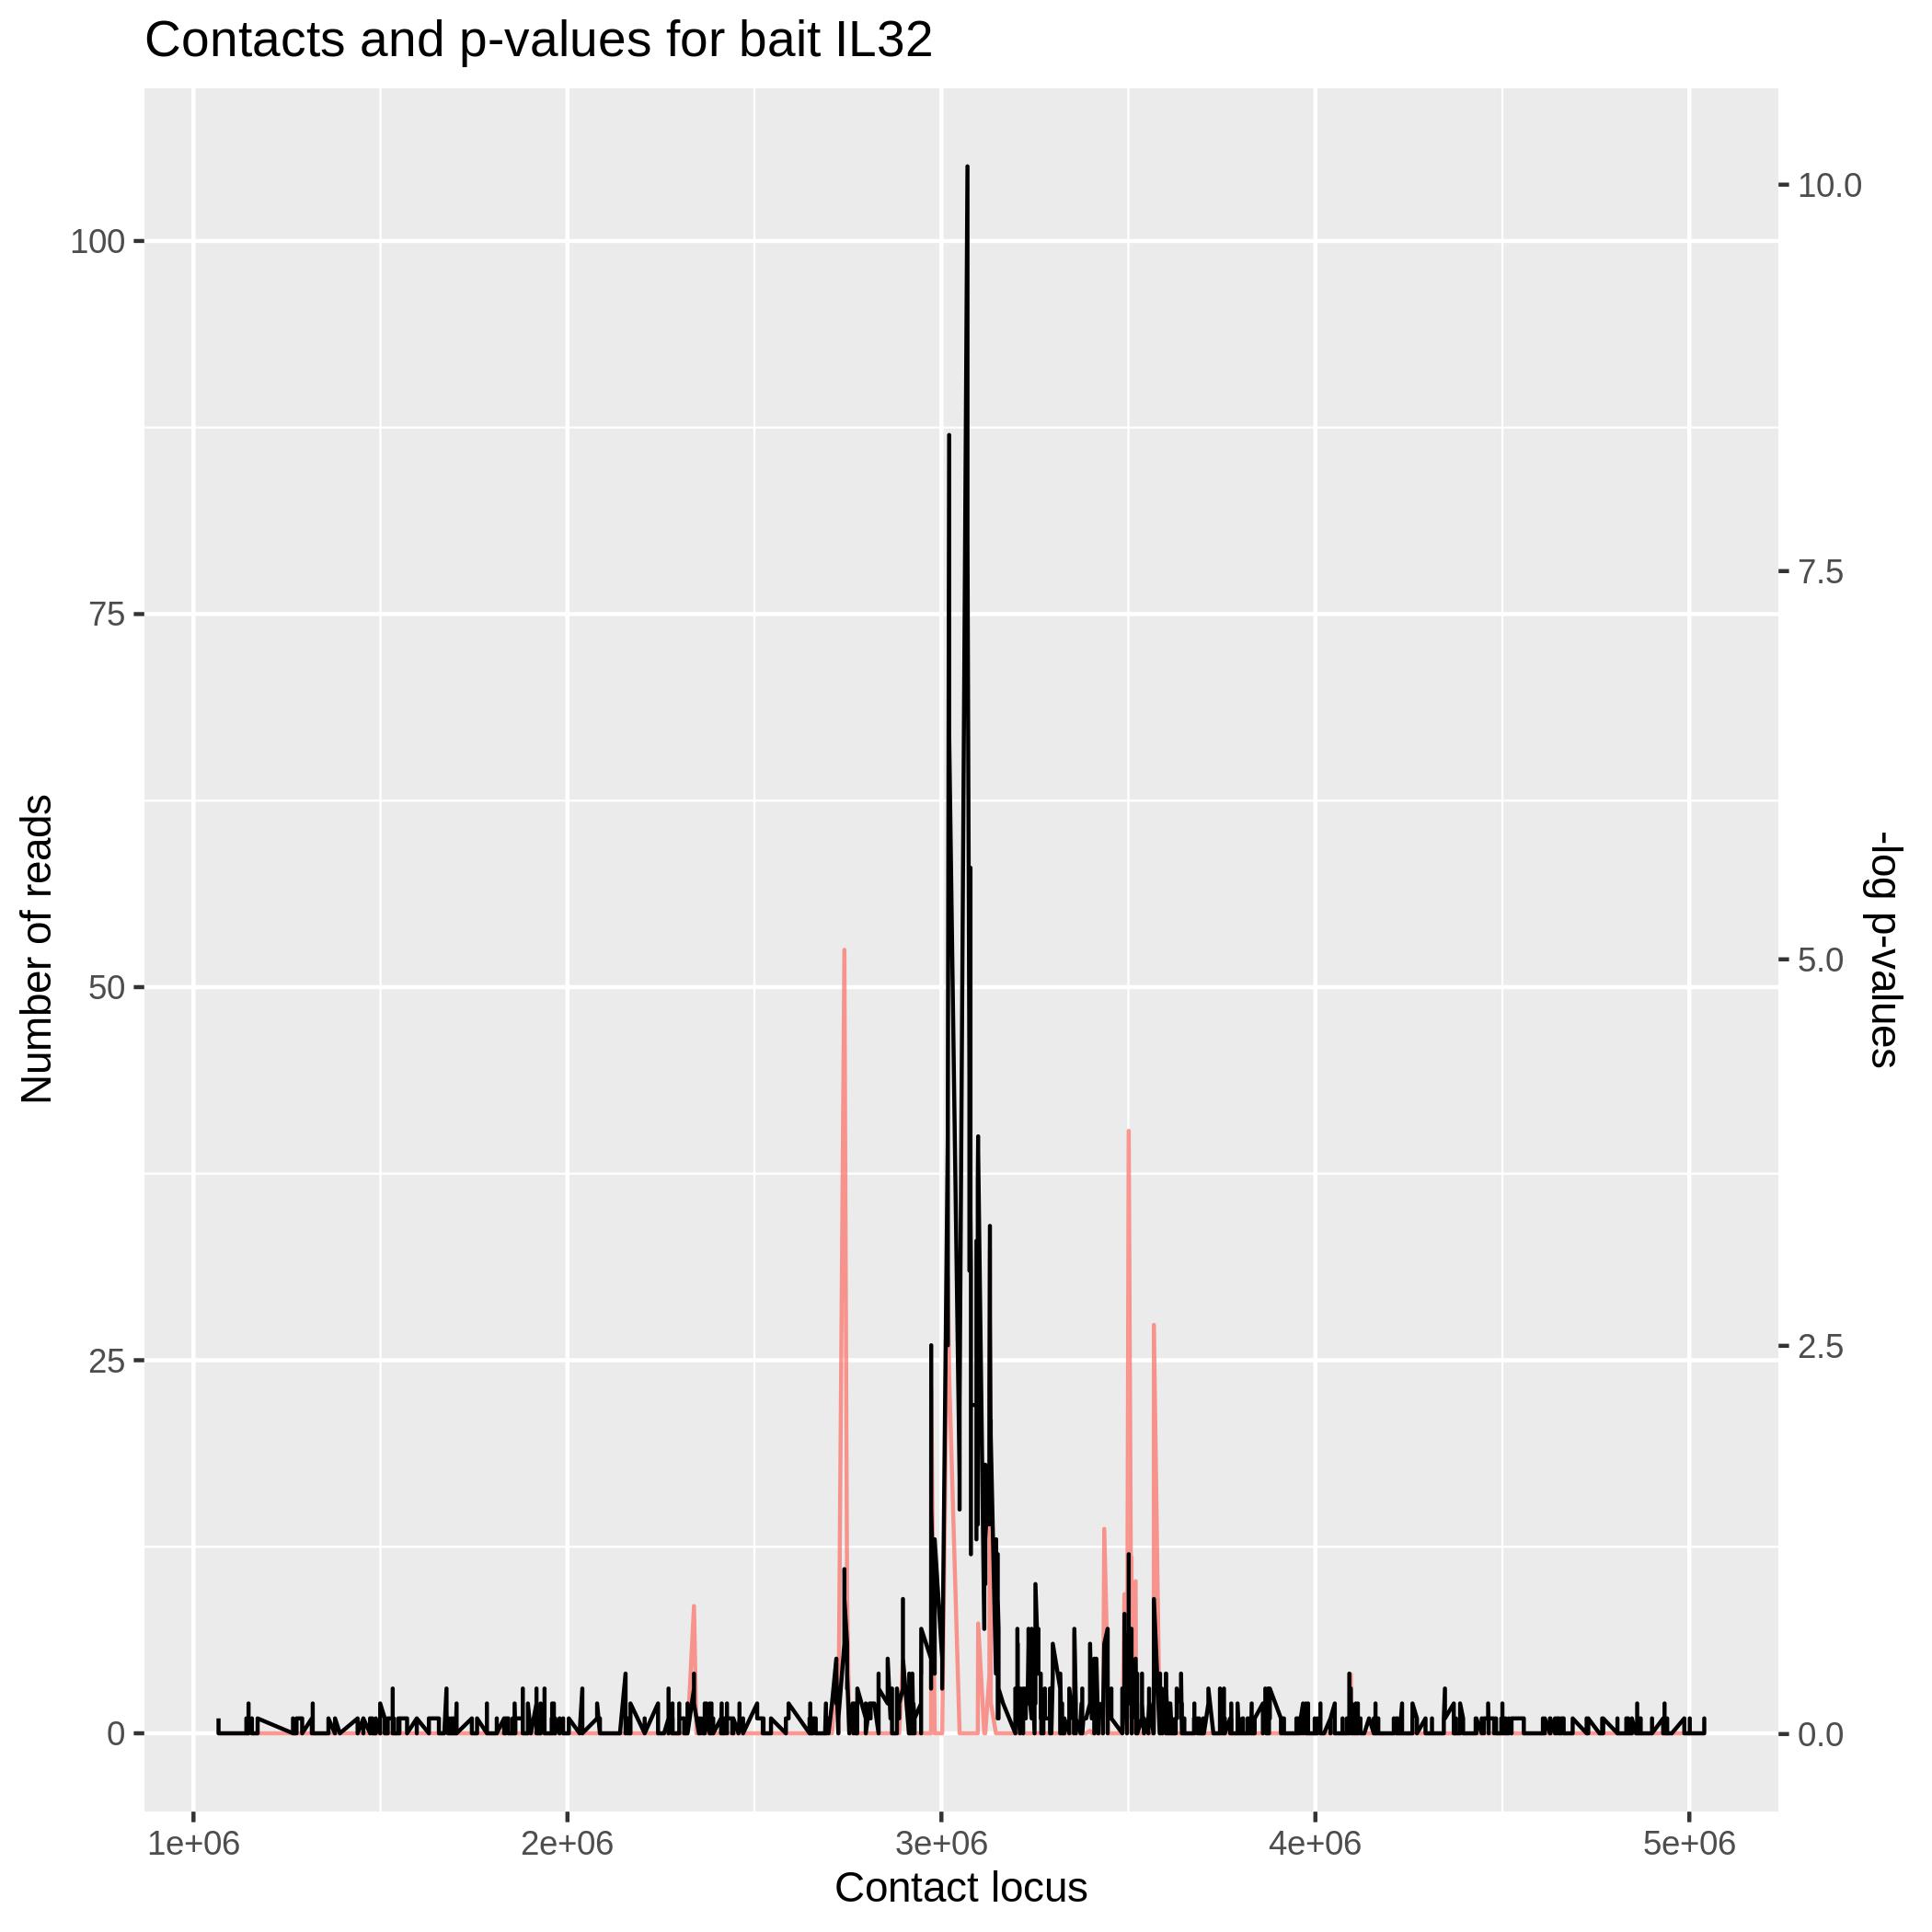 Contacts and p-values for bait IL32
100
75
50
25
0
Number of reads
10.0
7.5
5.0
2.5
0.0
-log p-values
1e+06
2e+06
3e+06
4e+06
5e+06
Contact locus